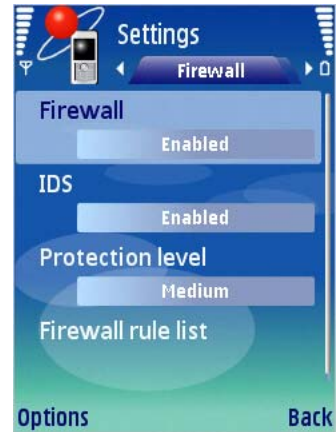 Settings
Firewall
Firewall
Enabled
IDS
Enabled
Protection level
Medium
Firewall rule list
Options Back